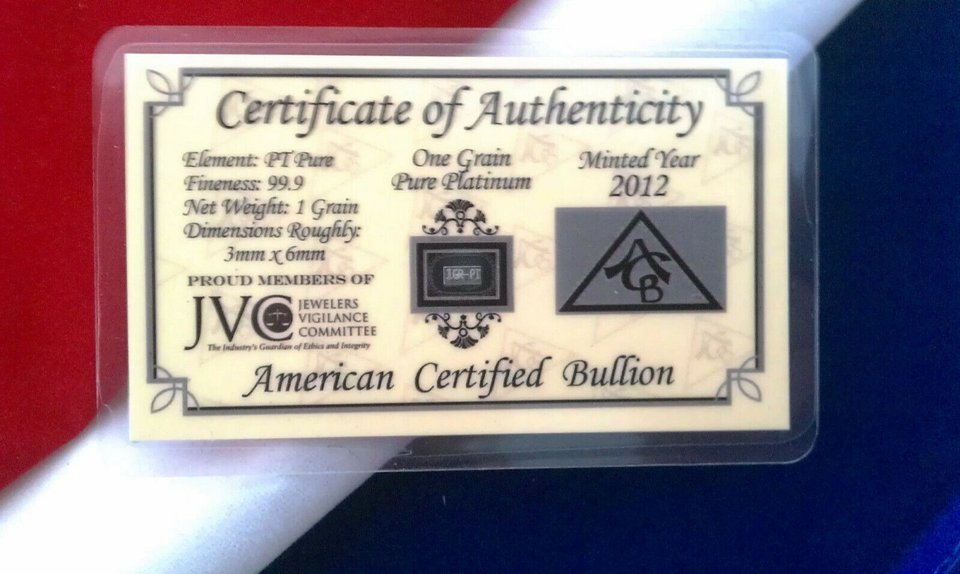 Certificate of Authenticity
Element: PT Pure
Fineness: 99.9
Net Weight: 1 Grain
Dimensions Roughly:
3mm x 6mm
PROUD MEMBERS OF
JVC JEWELERS
VIGILANCE
COMMITTEE
The Industry's Guardian of Ethics and Integrity
One Grain
Pure Platinum
1GR-PT
Minted Year
2012
ACB
American Certified Bullion